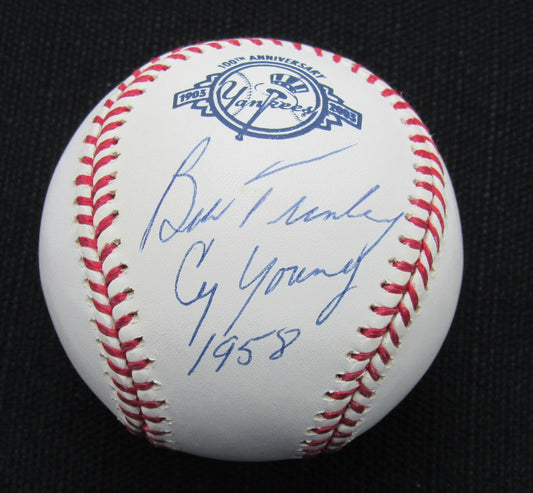 100TH ANNIVERSARY
1903 Yankees 2003
Bob Turley
Cy Young
1958